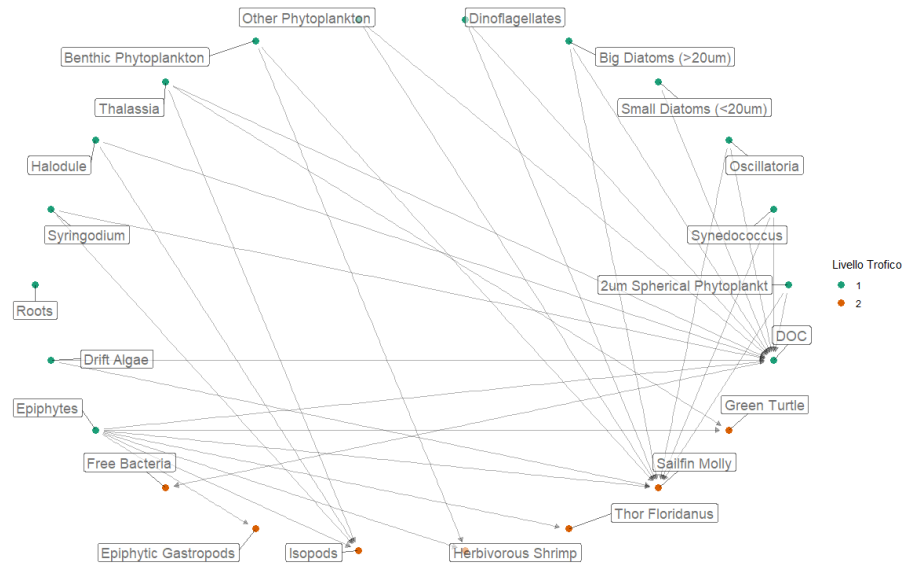 Other Phytoplankton
Dinoflagellates
Benthic Phytoplankton
Big Diatoms (>20um)
Thalassia
Small Diatoms (<20um)
Halodule
Oscillatoria
Syringodium
Synedococcus
Livello Trofico
1
2
2um Spherical Phytoplankt
Roots
DOC
Drift Algae
Epiphytes
Green Turtle
Free Bacteria
Sailfin Molly
Thor Floridanus
Epiphytic Gastropods
Isopods
Herbivorous Shrimp